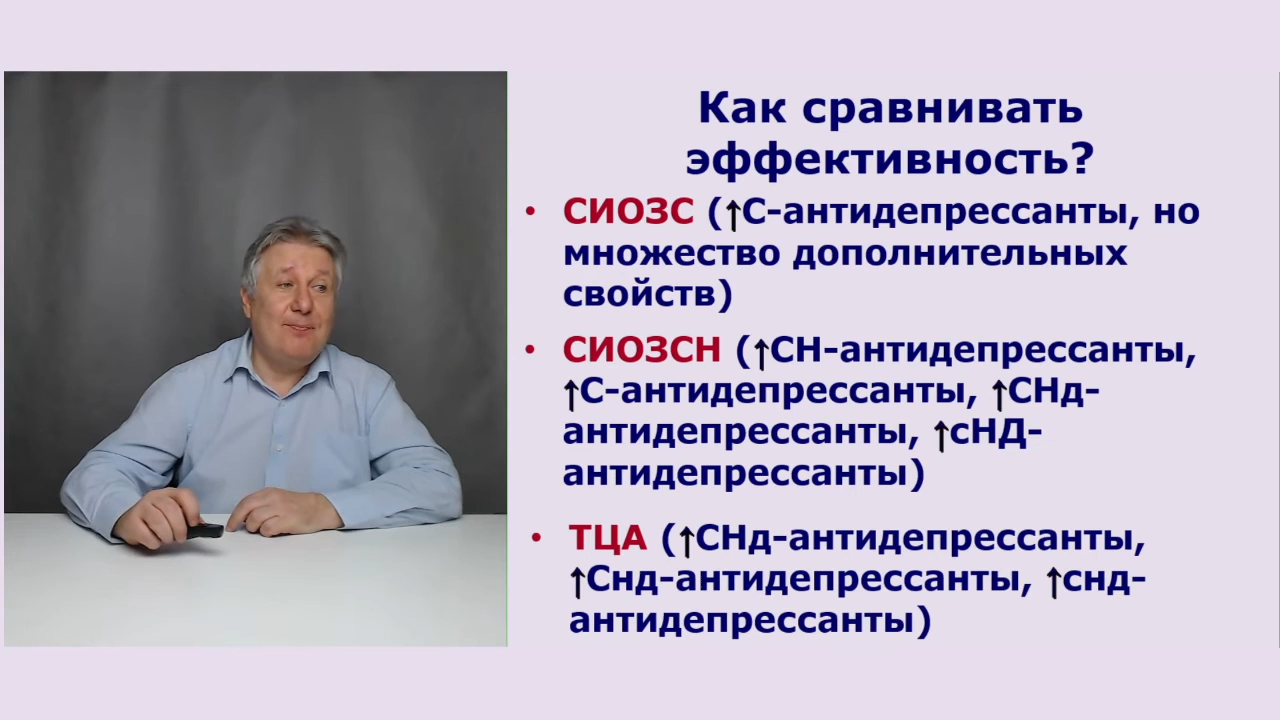 Как сравнивать
эффективность?
• СИОЗС (↑С-антидепрессанты, но
множество дополнительных
свойств)
• СИОЗСН (↑СН-антидепрессанты,
↑С-антидепрессанты, ↑СНд-
антидепрессанты, ↑сНД-
антидепрессанты)
• ТЦА (↑СНд-антидепрессанты,
↑Снд-антидепрессанты, ↑снд-
антидепрессанты)